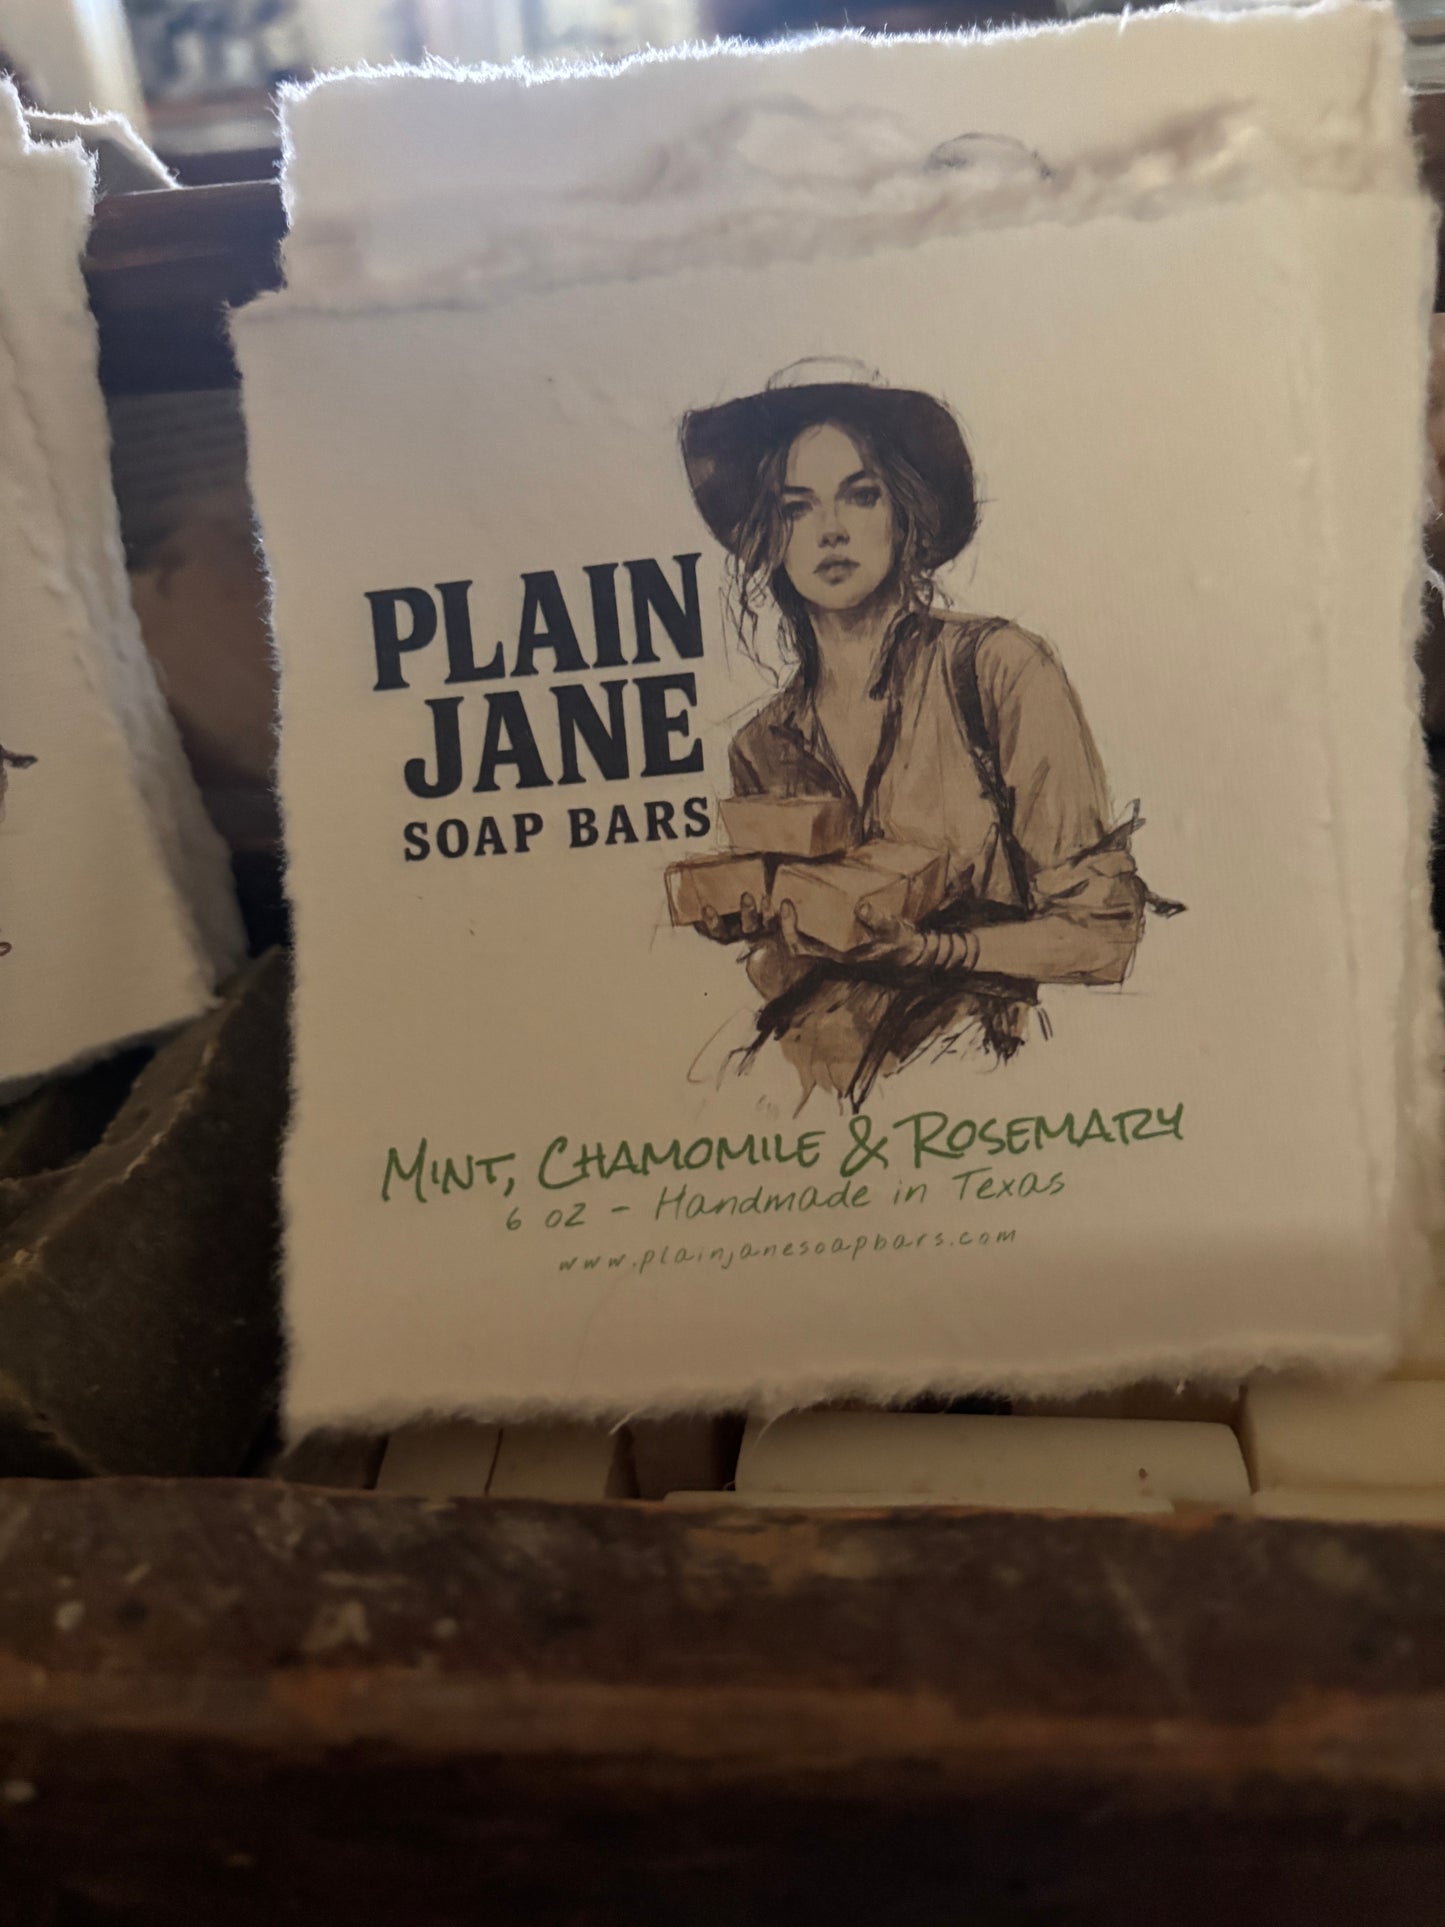 PLAIN
JANE
SOAP BARS
MINT, CHAMOMILE & ROSEMARY
6 OZ - Handmade in Texas
www.plainjanesoapbars.com